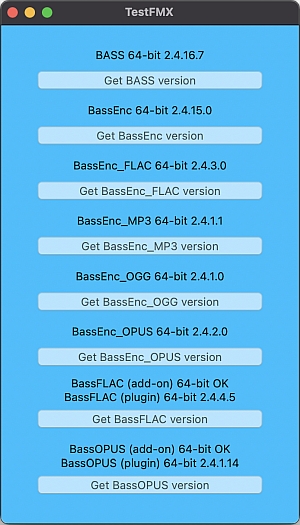 TestFMX
BASS 64-bit 2.4.16.7
Get BASS version
BassEnc 64-bit 2.4.15.0
Get BassEnc version
BassEnc_FLAC 64-bit 2.4.3.0
Get BassEnc_FLAC version
BassEnc_MP3 64-bit 2.4.1.1
Get BassEnc_MP3 version
BassEnc_OGG 64-bit 2.4.1.0
Get BassEnc_OGG version
BassEnc_OPUS 64-bit 2.4.2.0
Get BassEnc_OPUS version
BassFLAC (add-on) 64-bit OK
BassFLAC (plugin) 64-bit 2.4.4.5
Get BassFLAC version
BassOPUS (add-on) 64-bit OK
BassOPUS (plugin) 64-bit 2.4.1.14
Get BassOPUS version